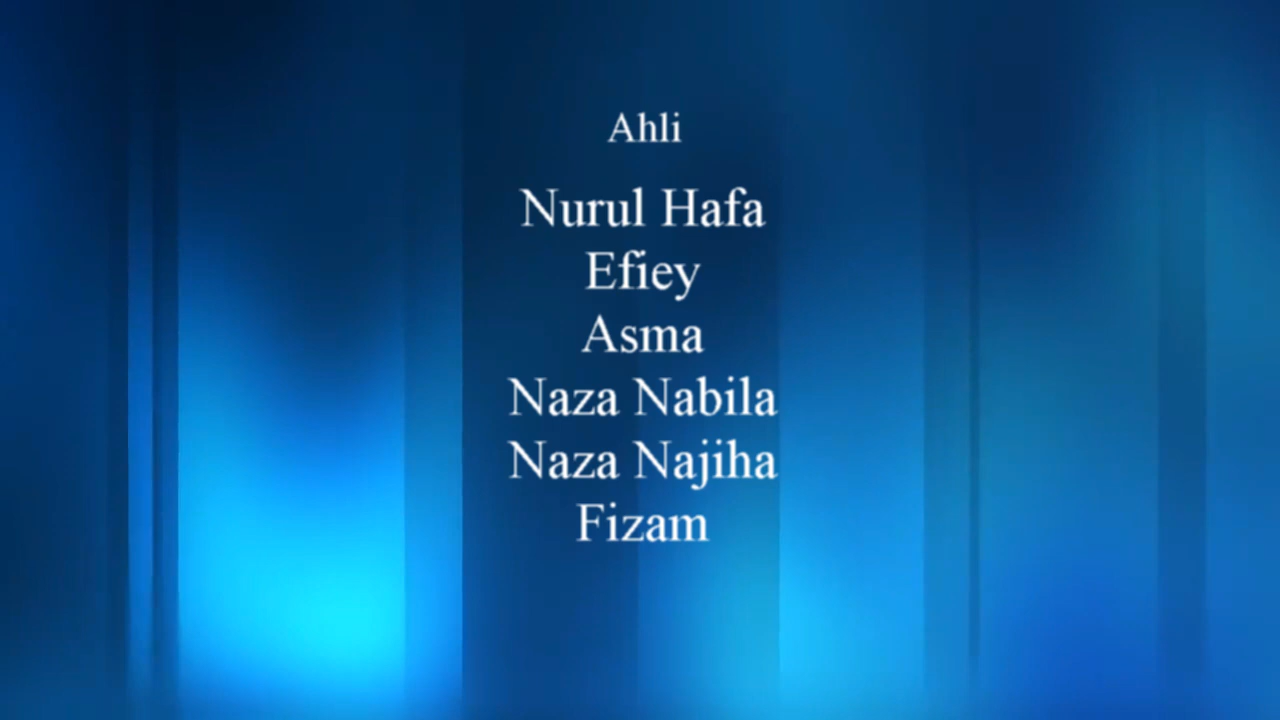 Ahli
Nurul Hafa
Efiey
Asma
Naza Nabila
Naza Najiha
Fizam